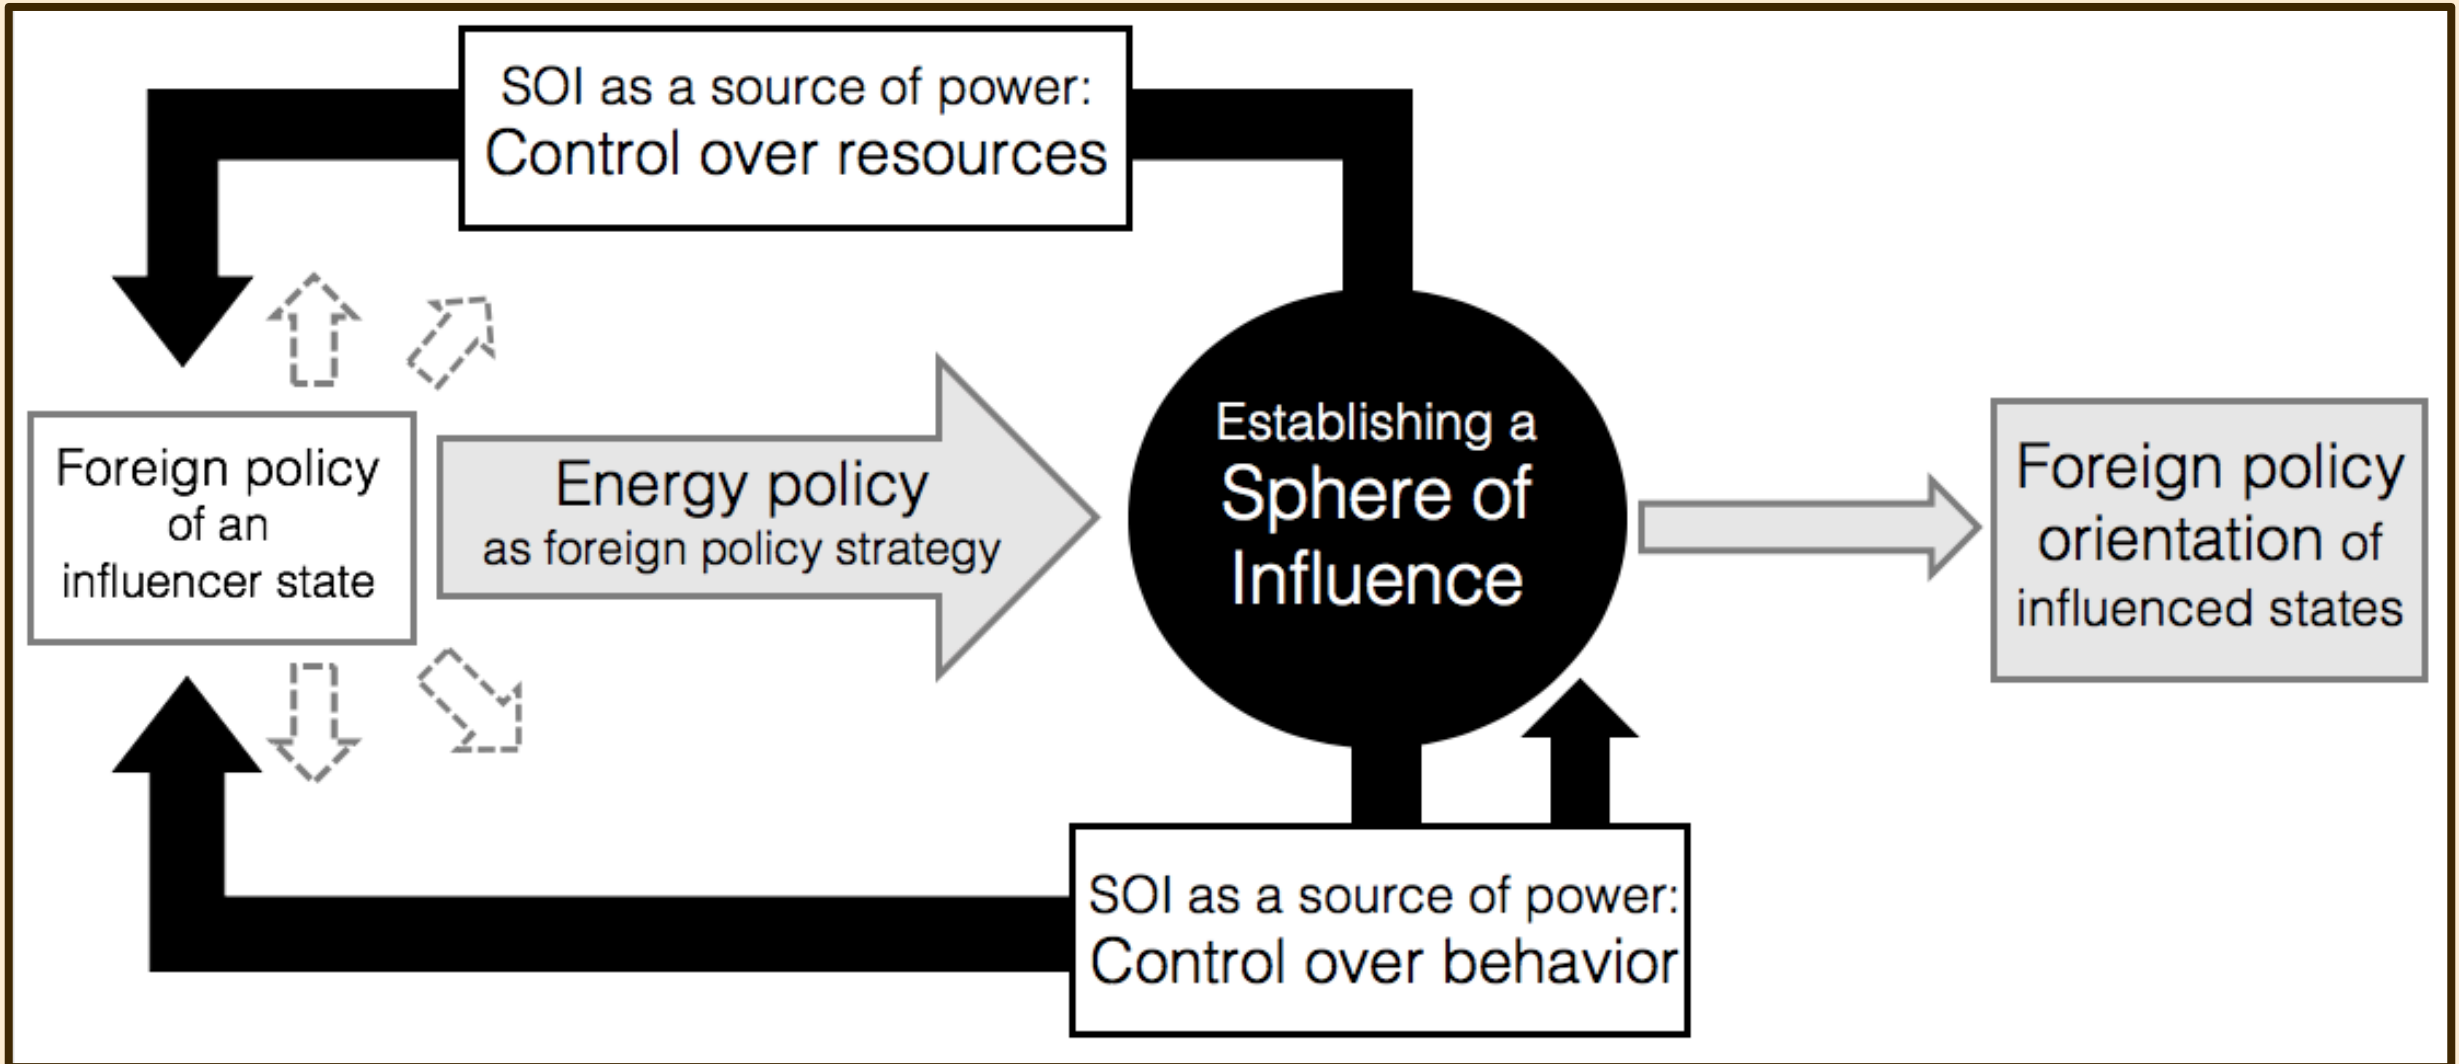 SOI as a source of power:
Control over resources
Foreign policy
of an
influencer state
Energy policy
as foreign policy strategy
Establishing a
Sphere of
Influence
Foreign policy
orientation of
influenced states
SOI as a source of power:
Control over behavior